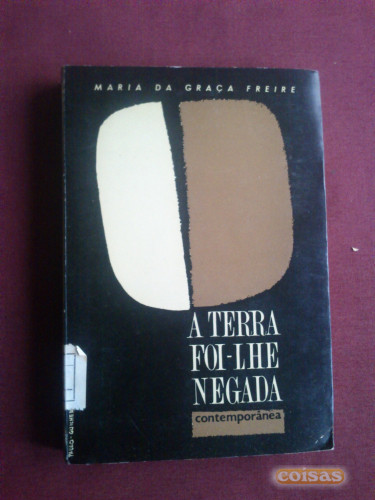 MARIA DA GRAÇA FREIRE
A TERRA
FOI-LHE
NEGADA
contemporânea
coisas